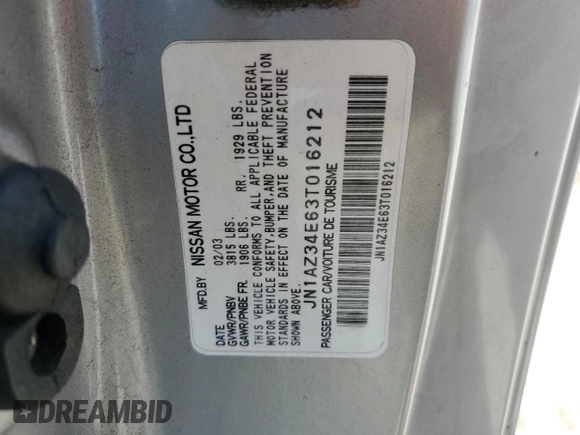 MFD.BY NISSAN MOTOR CO.,LTD
DATE 02/03
GVWR/PNBV 3815 LBS.
GAWR/PNBE FR. 1906 LBS. RR. 1929 LBS.
THIS VEHICLE CONFORMS TO ALL APPLICABLE FEDERAL
MOTOR VEHICLE SAFETY,BUMPER,AND THEFT PREVENTION
STANDARDS IN EFFECT ON THE DATE OF MANUFACTURE
SHOWN ABOVE.
JN1AZ34E63T016212
PASSENGER CAR/VOITURE DE TOURISME
JN1AZ34E63T016212
DREAMBID